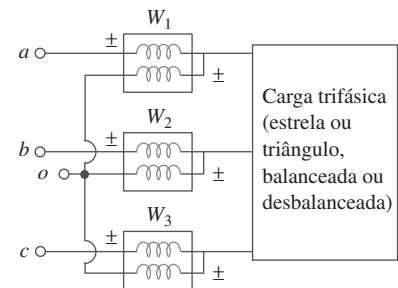 W1
±
a
±
W2
±
b
o
±
W3
±
c
±
Carga trifásica
(estrela ou
triângulo,
balanceada ou
desbalanceada)